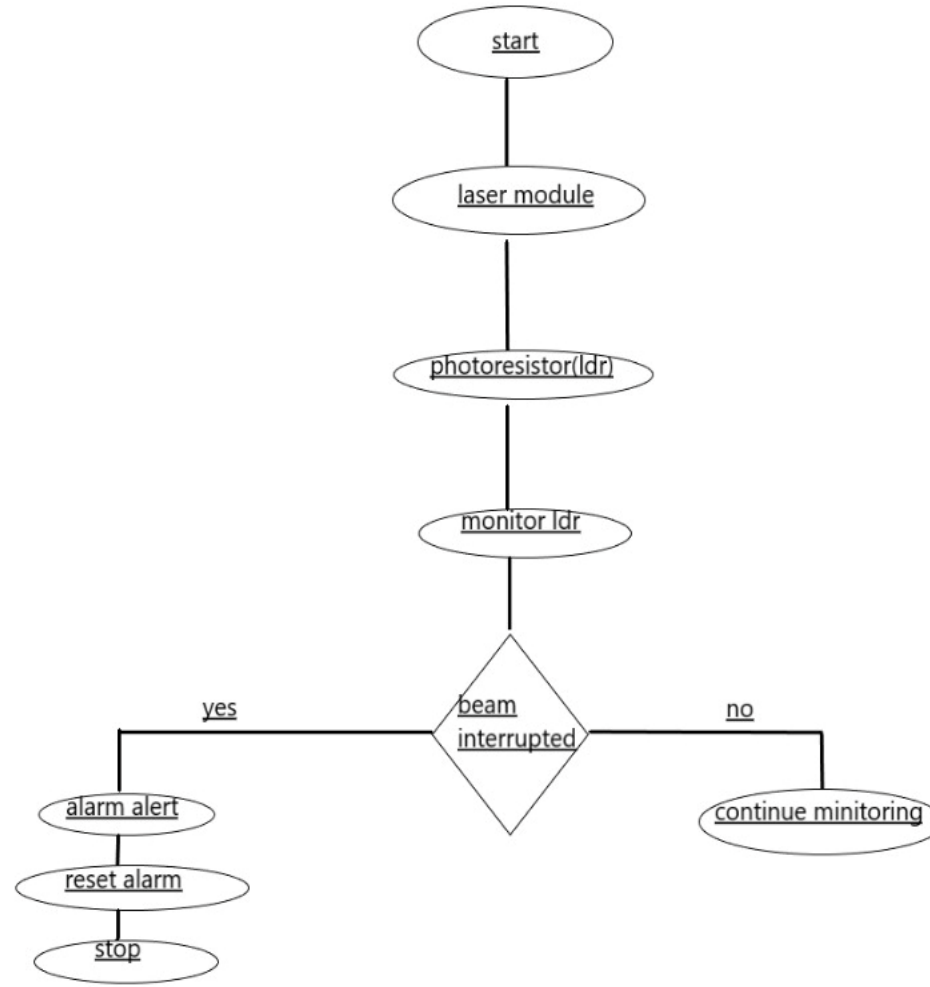 start
laser module
photoresistor(ldr)
monitor ldr
beam
interrupted
yes
no
alarm alert
continue minitoring
reset alarm
stop